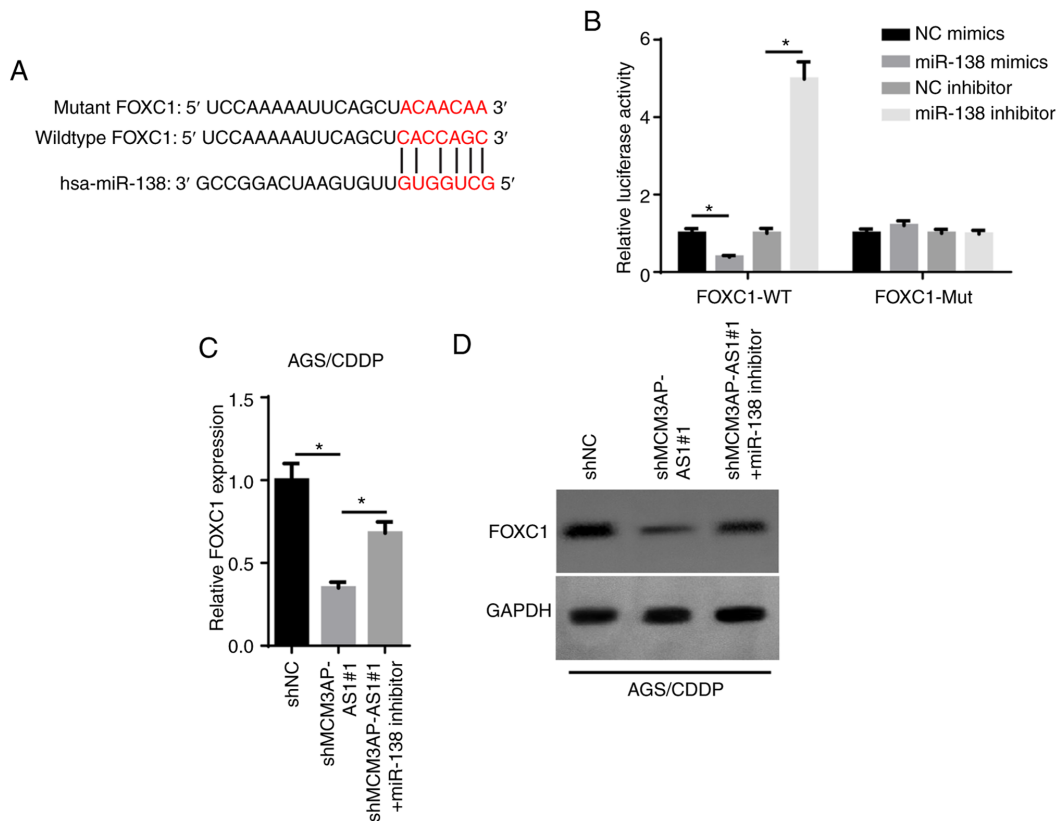 A
Mutant FOXC1: 5′ UCCAAAAAUUCAGCUACAACAA 3′
Wildtype FOXC1: 5′ UCCAAAAAUUCAGCUCACCAGC 3′
hsa-miR-138: 3′ GCCGGACUAAGUGUUGUGGUCG 5′
B
Relative luciferase activity
6
4
2
0
*
*
FOXC1-WT
FOXC1-Mut
NC mimics
miR-138 mimics
NC inhibitor
miR-138 inhibitor
C
AGS/CDDP
Relative FOXC1 expression
1.5
1.0
0.5
0.0
*
*
shNC
shMCM3AP-
AS1#1
shMCM3AP-AS1#1
+miR-138 inhibitor
D
shNC
shMCM3AP-
AS1#1
shMCM3AP-AS1#1
+miR-138 inhibitor
FOXC1
GAPDH
AGS/CDDP